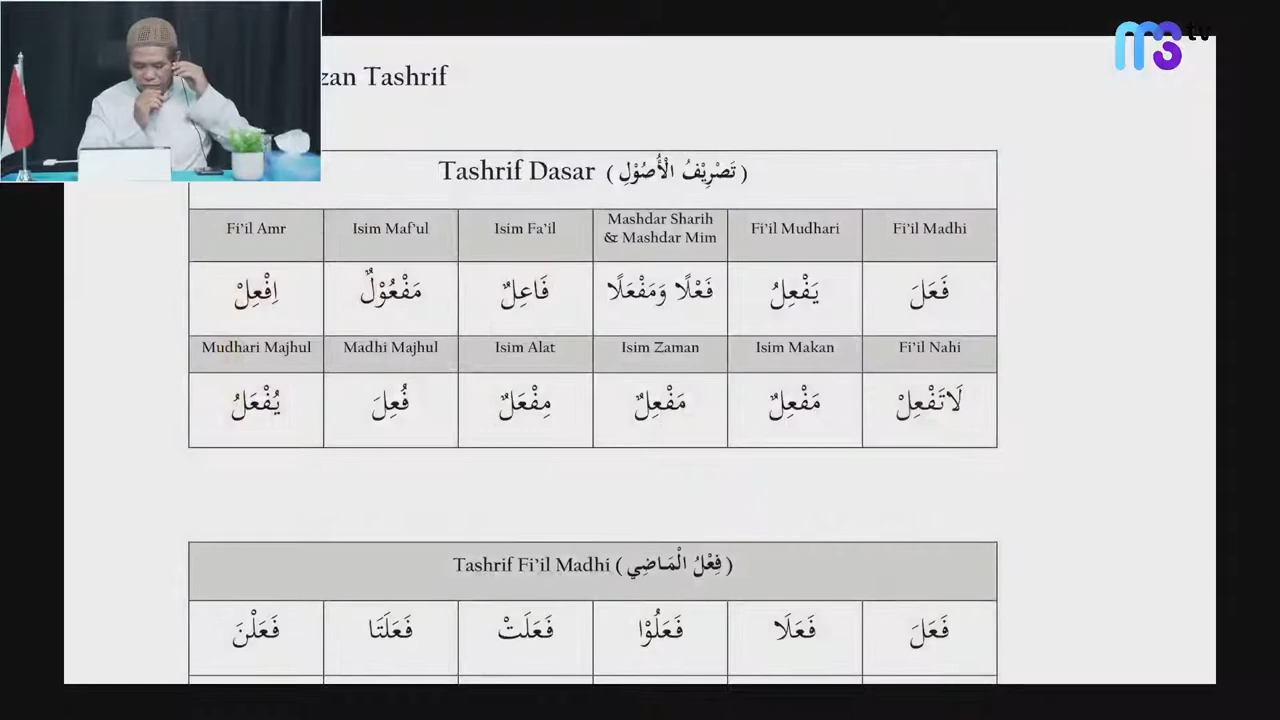 m3 tv
zan Tashrif
Tashrif Dasar ( تَصْرِيْفُ الْأُصُوْلِ )
Fi'il Amr Isim Maf'ul Isim Fa'il Mashdar Sharih & Mashdar Mim Fi'il Mudhari Fi'il Madhi
اِفْعِلْ مَفْعُوْلٌ فَاعِلٌ فَعْلًا وَمَفْعَلًا يَفْعِلُ فَعَلَ
Mudhari Majhul Madhi Majhul Isim Alat Isim Zaman Isim Makan Fi'il Nahi
يُفْعَلُ فُعِلَ مِفْعَلٌ مَفْعِلٌ مَفْعِلٌ لَاتَفْعِلْ
Tashrif Fi'il Madhi ( فِعْلُ الْمَاضِي )
فَعَلْنَ فَعَلَتَا فَعَلَتْ فَعَلُوْا فَعَلَا فَعَلَ